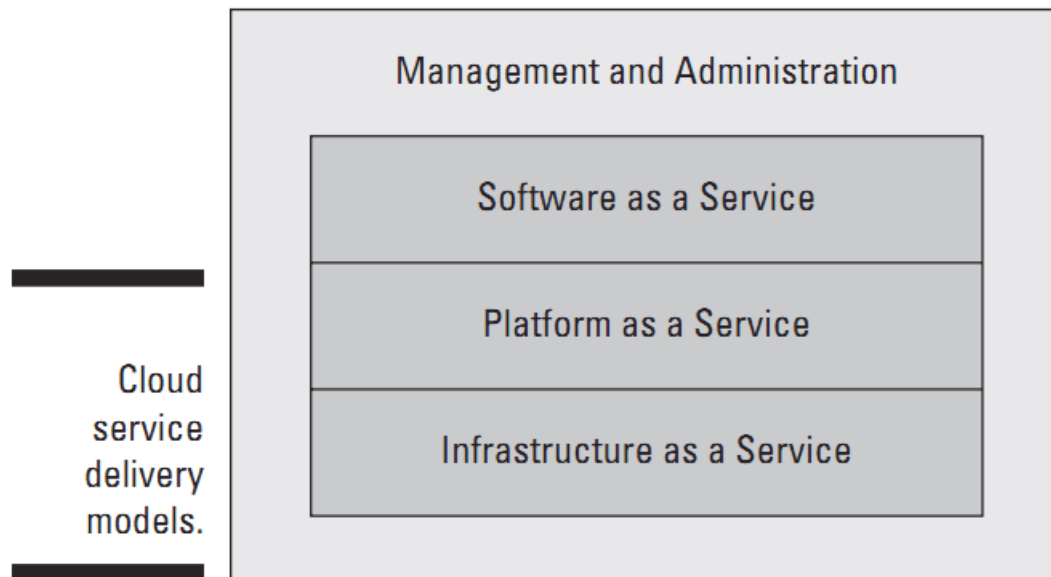 Management and Administration
Software as a Service
Platform as a Service
Infrastructure as a Service
Cloud
service
delivery
models.